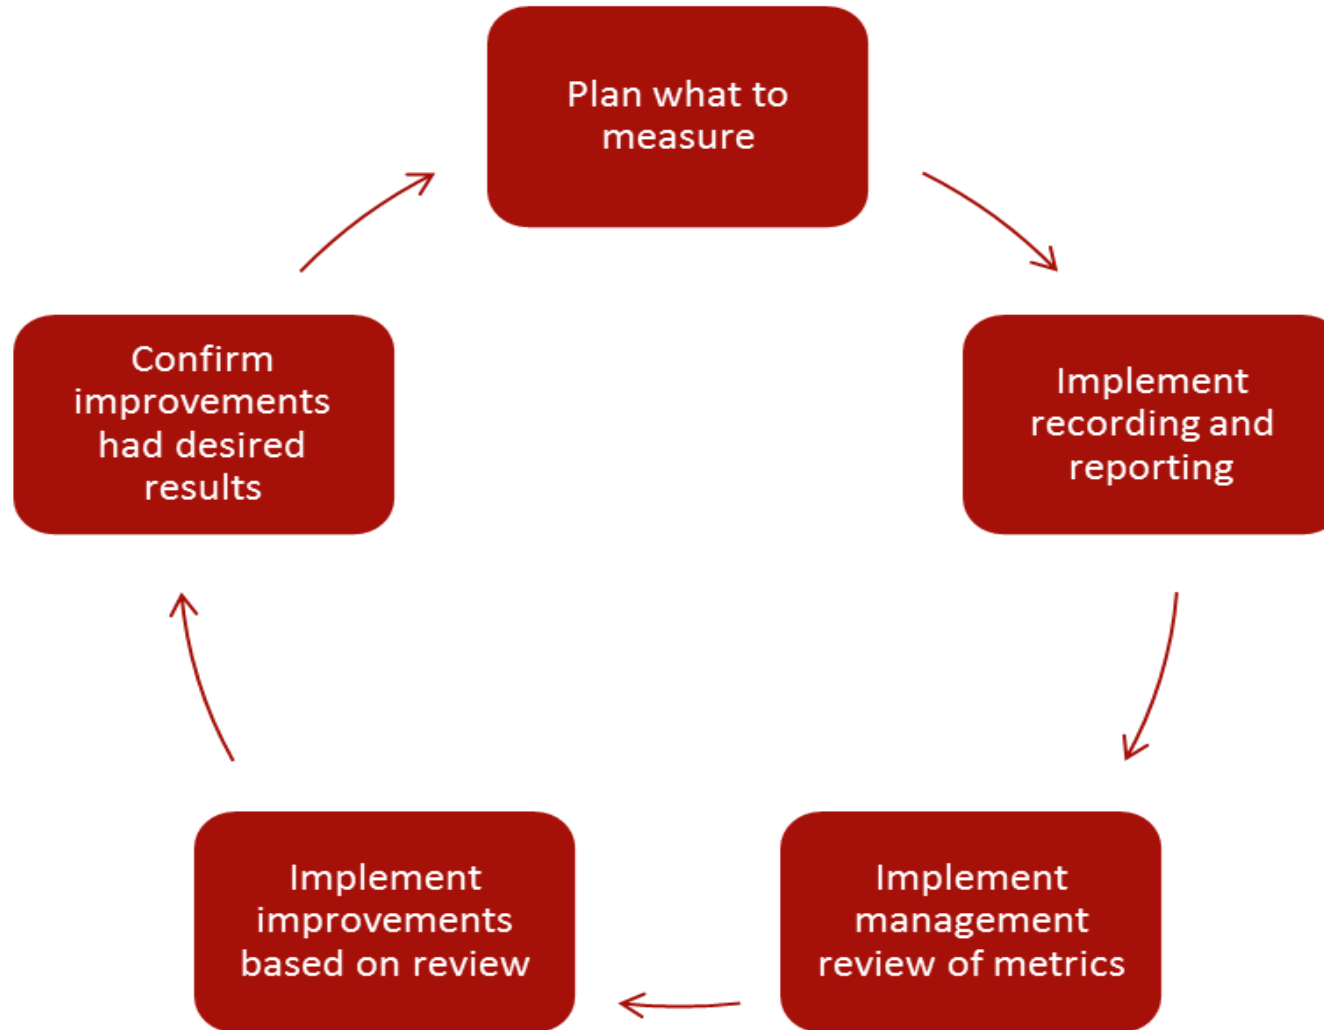 Plan what to
measure
Implement
recording and
reporting
Implement
management
review of metrics
Implement
improvements
based on review
Confirm
improvements
had desired
results